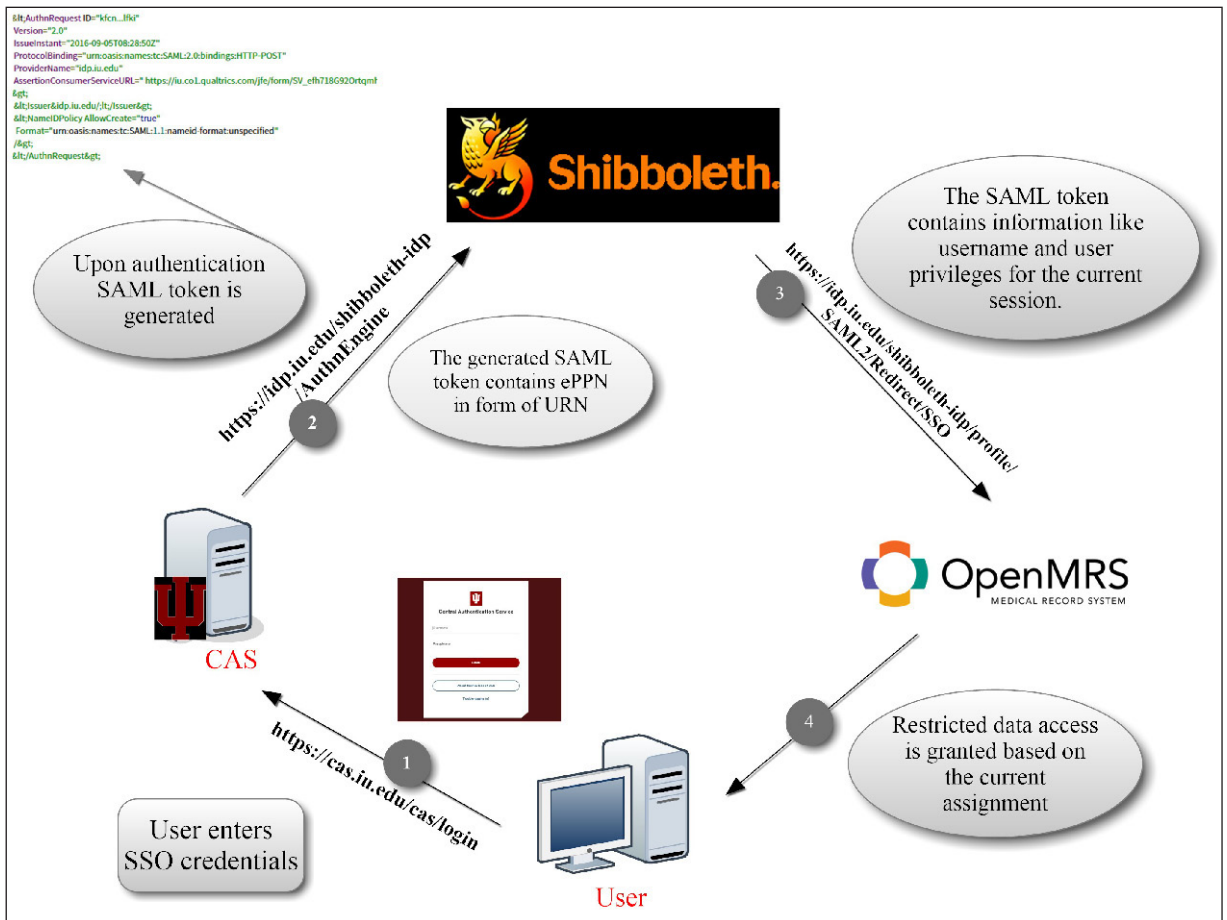 &lt;AuthnRequest ID="kfcn...lfki"
Version="2.0"
IssueInstant="2016-09-05T08:28:50Z"
ProtocolBinding="urn:oasis:names:tc:SAML:2.0:bindings:HTTP-POST"
ProviderName="idp.iu.edu"
AssertionConsumerServiceURL=" https://iu.co1.qualtrics.com/jfe/form/SV_efh718G92Ortqmf
&gt;
&lt;Issuer&idp.iu.edu/;lt;/Issuer&gt;
&lt;NameIDPolicy AllowCreate="true"
Format="urn:oasis:names:tc:SAML:1.1:nameid-format:unspecified"
/&gt;
&lt;/AuthnRequest&gt;
Shibboleth.
Upon authentication
SAML token is
generated
The SAML token
contains information like
username and user
privileges for the current
session.
https://idp.iu.edu/shibboleth-idp
/AuthnEngine
2
The generated SAML
token contains ePPN
in form of URN
3
https://idp.iu.edu/shibboleth-idp/profile/
SAML2/Redirect/SSO
OpenMRS
MEDICAL RECORD SYSTEM
CAS
Central Authentication Service
1
https://cas.iu.edu/cas/login
4
Restricted data access
is granted based on
the current
assignment
User enters
SSO credentials
User